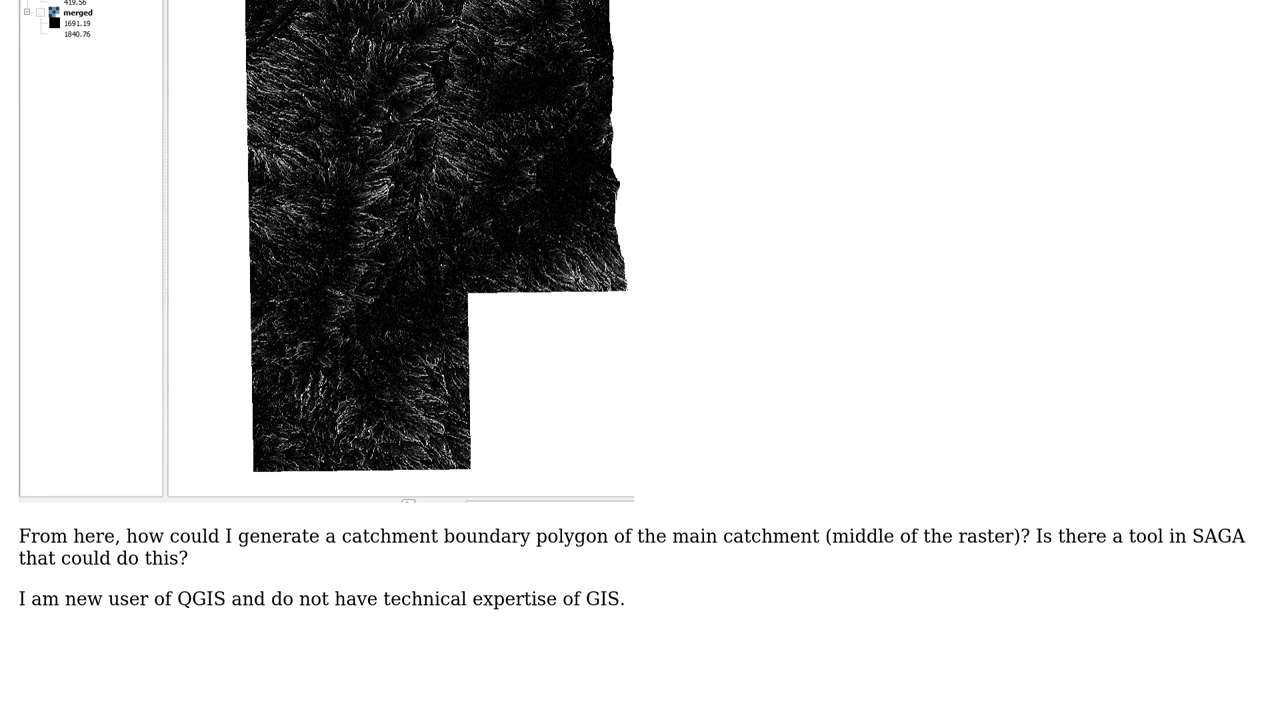 419.56
merged
1691.19
1840.76
From here, how could I generate a catchment boundary polygon of the main catchment (middle of the raster)? Is there a tool in SAGA
that could do this?
I am new user of QGIS and do not have technical expertise of GIS.